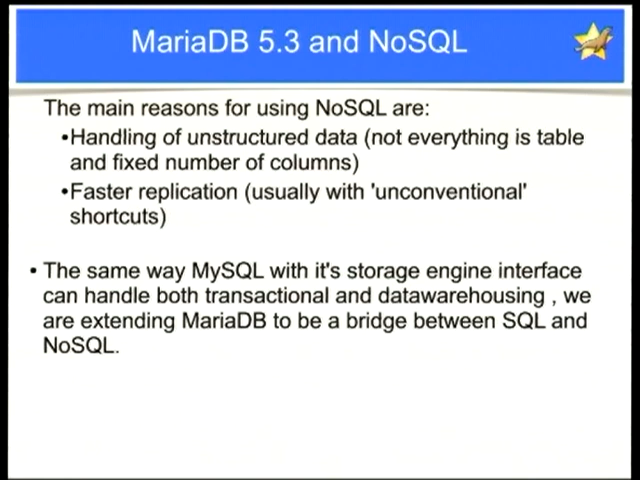 MariaDB 5.3 and NoSQL
The main reasons for using NoSQL are:
•Handling of unstructured data (not everything is table
and fixed number of columns)
•Faster replication (usually with 'unconventional'
shortcuts)
• The same way MySQL with it's storage engine interface
can handle both transactional and datawarehousing , we
are extending MariaDB to be a bridge between SQL and
NoSQL.